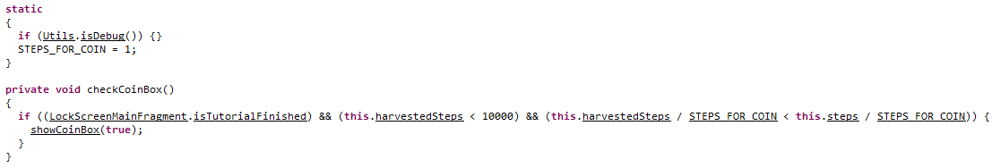 static
{
if (Utils.isDebug()) {}
STEPS_FOR_COIN = 1;
}
private void checkCoinBox()
{
if ((LockScreenMainFragment.isTutorialFinished) && (this.harvestedSteps < 10000) && (this.harvestedSteps / STEPS_FOR_COIN < this.steps / STEPS_FOR_COIN)) {
showCoinBox(true);
}
}